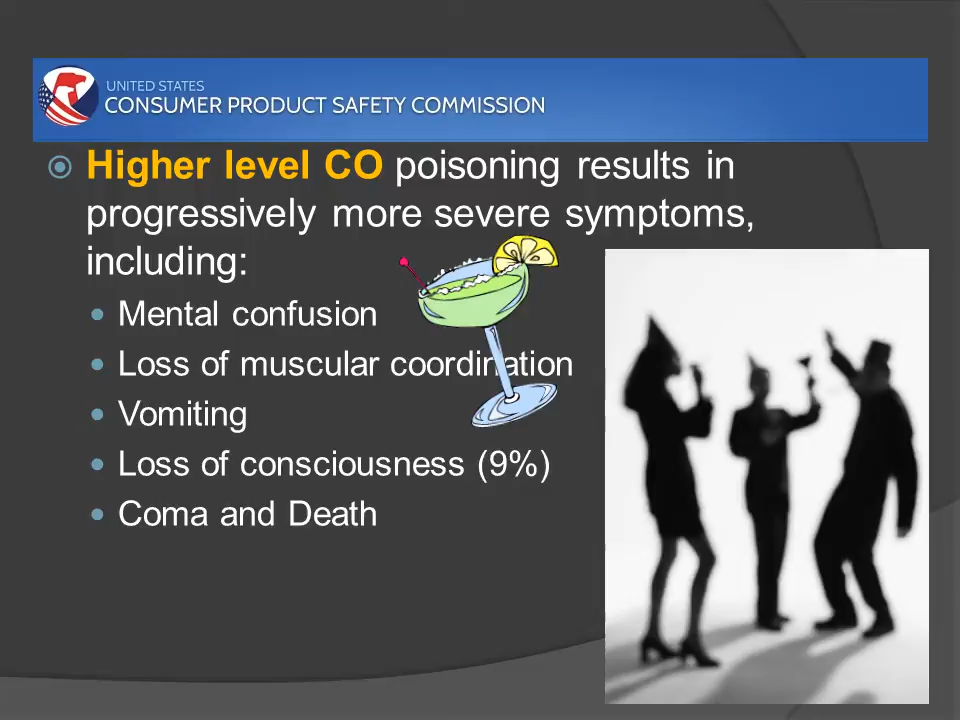 UNITED STATES
CONSUMER PRODUCT SAFETY COMMISSION
Higher level CO poisoning results in
progressively more severe symptoms,
including:
Mental confusion
Loss of muscular coordination
Vomiting
Loss of consciousness (9%)
Coma and Death